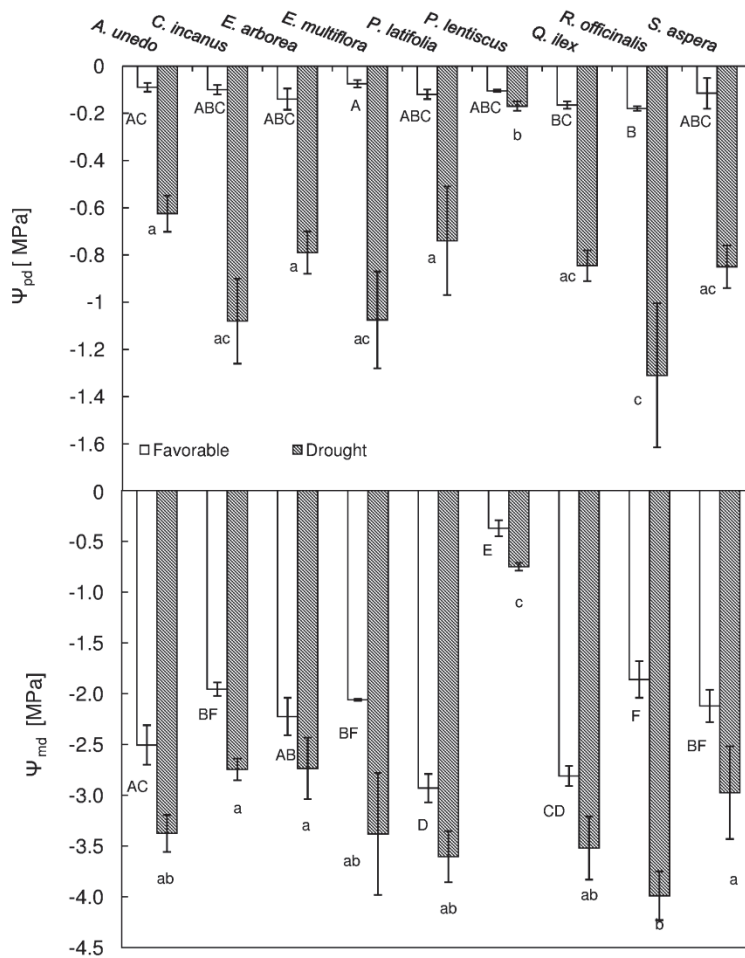 A. unedo
C. incanus
E. arborea
E. multiflora
P. latifolia
P. lentiscus
Q. ilex
R. officinalis
S. aspera
0
-0.2
-0.4
-0.6
-0.8
-1
-1.2
-1.4
-1.6
Ψpd [ MPa]
AC ABC ABC A ABC ABC BC B ABC
a ac a ac a b ac c ac
Favorable Drought
0
-0.5
-1.0
-1.5
-2.0
-2.5
-3.0
-3.5
-4.0
-4.5
Ψmd [MPa]
AC BF AB BF D E CD F BF
ab a a ab ab c ab b a